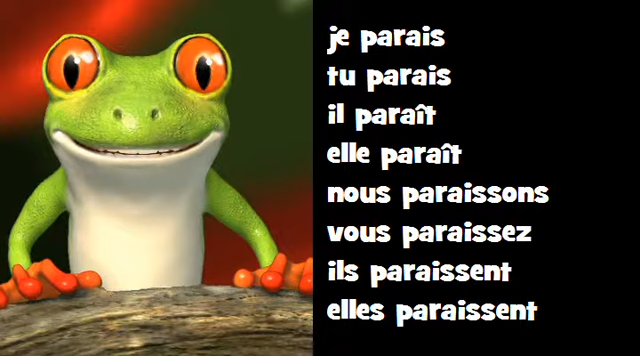 je parais
tu parais
il paraît
elle paraît
nous paraissons
vous paraissez
ils paraissent
elles paraissent